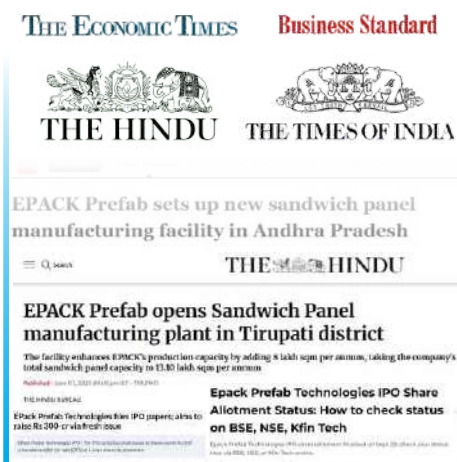 THE ECONOMIC TIMES
Business Standard
THE HINDU
THE TIMES OF INDIA
EPACK Prefab sets up new sandwich panel
manufacturing facility in Andhra Pradesh
Search
THE HINDU
EPACK Prefab opens Sandwich Panel
manufacturing plant in Tirupati district
The facility enhances EPACK's production capacity by adding 8 lakh sqm per annum, taking the company's
total sandwich panel capacity to 13.10 lakh sqm per annum
Published
THE HINDU BUREAU
EPack Prefab Technologies files IPO papers; aims to
raise Rs 300-cr via fresh issue
Epack Prefab Technologies IPO Share
Allotment Status: How to check status
on BSE, NSE, Kfin Tech